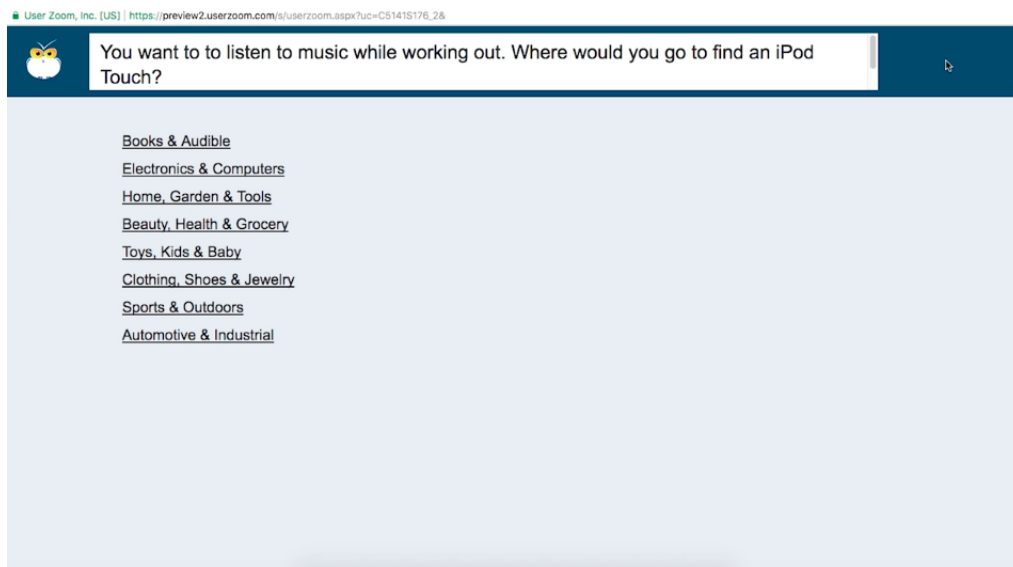 User Zoom, Inc. [US] | https://preview2.userzoom.com/s/userzoom.aspx?uc=C5141S176_2&
You want to to listen to music while working out. Where would you go to find an iPod
Touch?
Books & Audible
Electronics & Computers
Home, Garden & Tools
Beauty, Health & Grocery
Toys, Kids & Baby
Clothing, Shoes & Jewelry
Sports & Outdoors
Automotive & Industrial